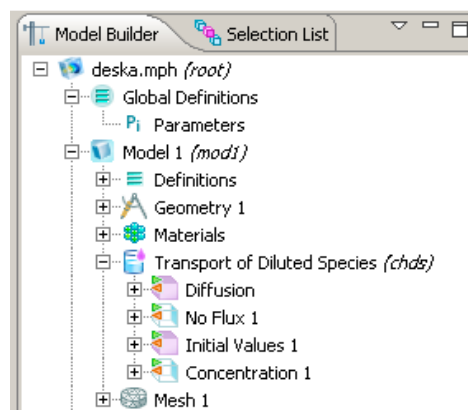 Model Builder Selection List
deska.mph (root)
Global Definitions
Pi Parameters
Model 1 (mod1)
Definitions
Geometry 1
Materials
Transport of Diluted Species (chds)
Diffusion
No Flux 1
Initial Values 1
Concentration 1
Mesh 1